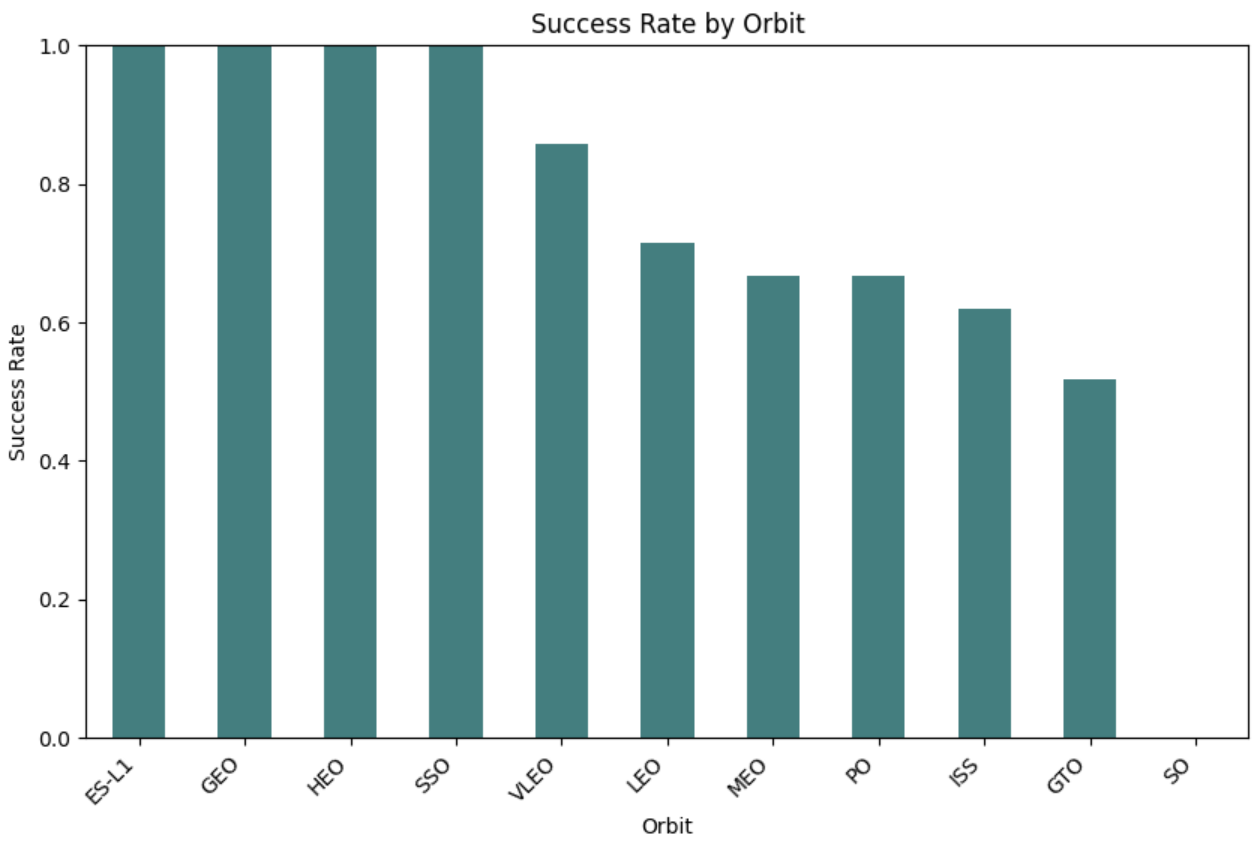 Success Rate by Orbit
1.0
0.8
0.6
0.4
0.2
0.0
Success Rate
ES-L1
GEO
HEO
SSO
VLEO
LEO
MEO
PO
ISS
GTO
SO
Orbit